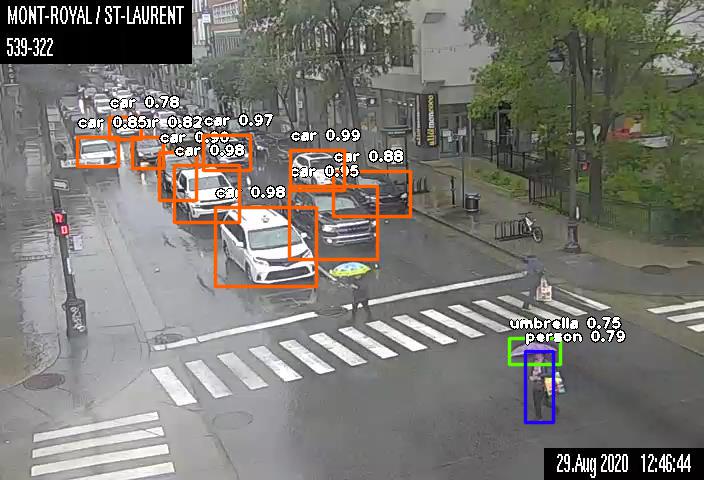 MONT-ROYAL / ST-LAURENT
539-322
car 0.78
car 0.85
0.82
car 0.97
car 0.98
car 0.99
car 0.88
car 0.95
car 0.98
umbrella 0.75
person 0.79
29.Aug 2020 12:46:44